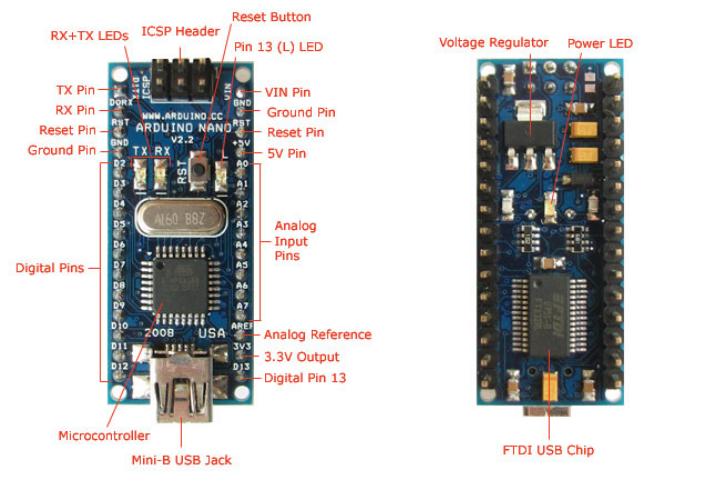 Reset Button
ICSP Header
RX+TX LEDs
Pin 13 (L) LED
Voltage Regulator
Power LED
TX Pin
RX Pin
Reset Pin
Ground Pin
VIN Pin
Ground Pin
Reset Pin
5V Pin
Analog
Input
Pins
Digital Pins
Analog Reference
3.3V Output
Digital Pin 13
Microcontroller
Mini-B USB Jack
FTDI USB Chip
ICSP
VIN
WWW.ARDUINO.CC
ARDUINO NANO
V2.2
TX RX
RST
L
RST
GND
D2
D3
D4
D5
D6
D7
D8
D9
D10
D11
D12
GND
RST
+5V
A0
A1
A2
A3
A4
A5
A6
A7
AREF
3V3
D13
2008
USA